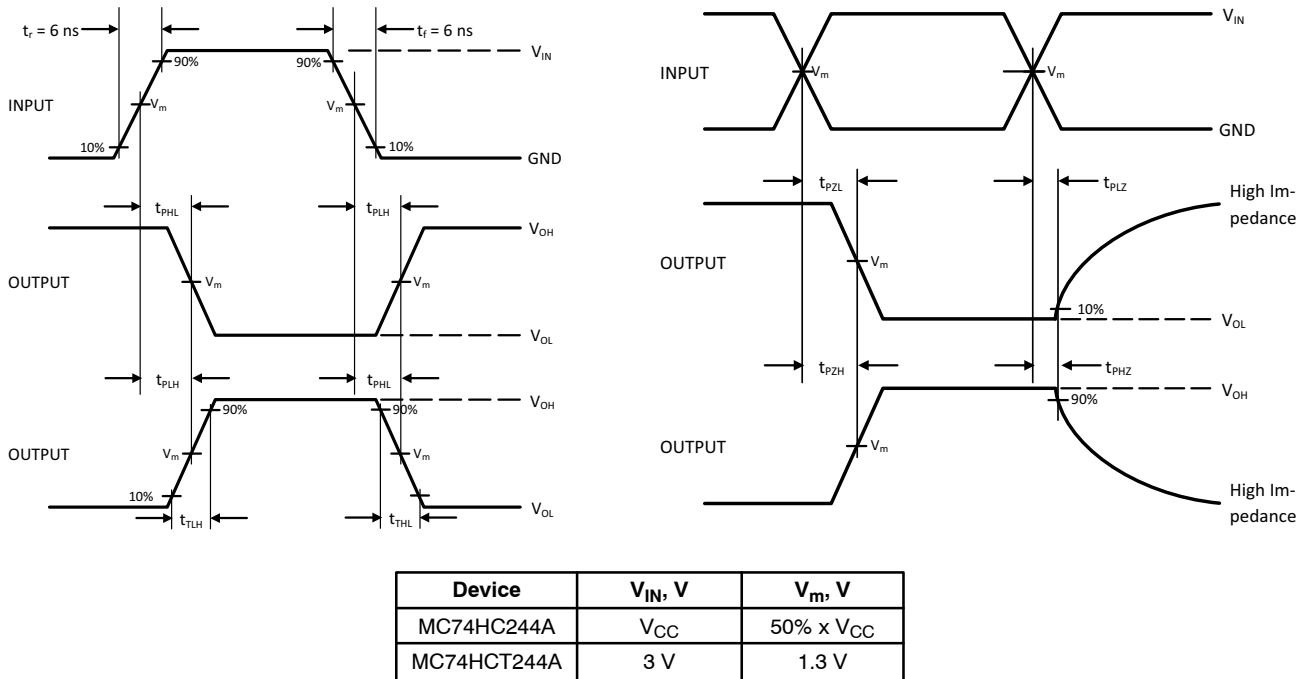 t_r = 6 ns
t_f = 6 ns
V_IN
90%
90%
INPUT
V_m
V_m
10%
10%
GND
t_PHL
t_PLH
V_OH
OUTPUT
V_m
V_m
V_OL
t_PLH
t_PHL
V_OH
90%
90%
OUTPUT
V_m
V_m
10%
V_OL
t_TLH
t_THL
V_IN
INPUT
V_m
V_m
GND
t_PZL
t_PLZ
High Im-
pedance
OUTPUT
V_m
10%
V_OL
t_PZH
t_PHZ
V_OH
90%
OUTPUT
V_m
High Im-
pedance
Device V_IN, V V_m, V
MC74HC244A V_CC 50% x V_CC
MC74HCT244A 3 V 1.3 V